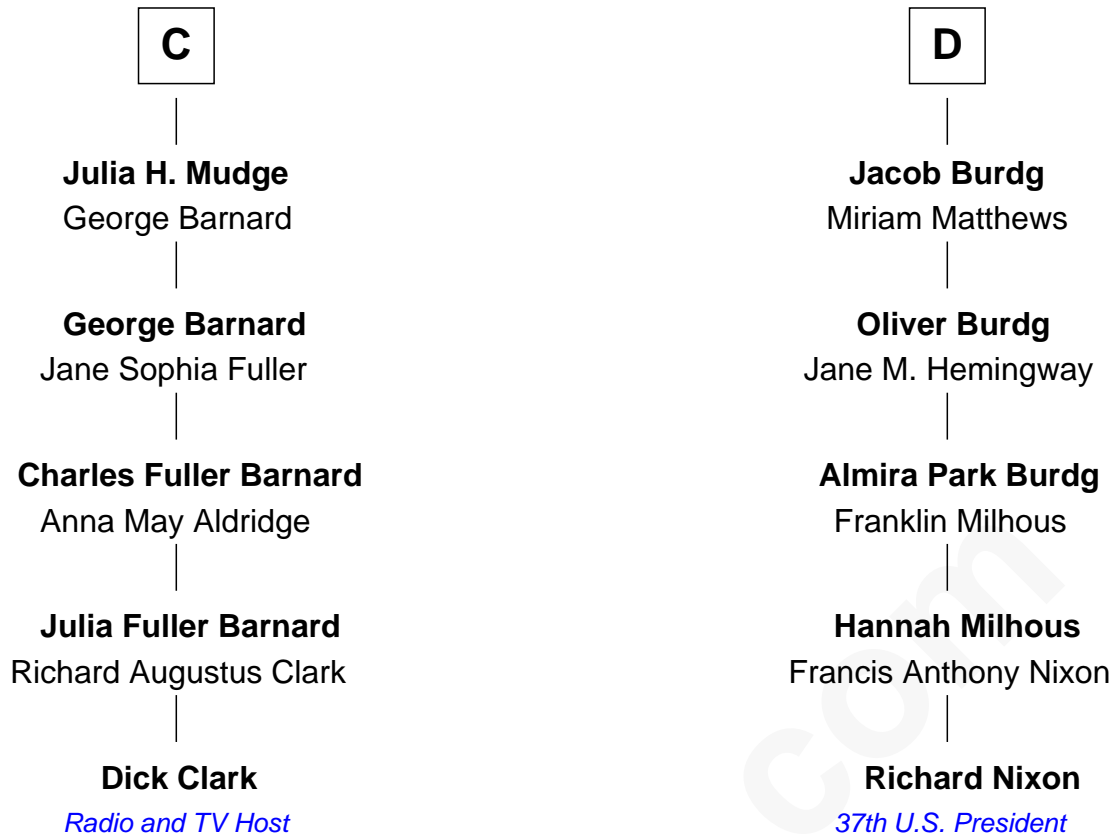 C
Julia H. Mudge
George Barnard
George Barnard
Jane Sophia Fuller
Charles Fuller Barnard
Anna May Aldridge
Julia Fuller Barnard
Richard Augustus Clark
Dick Clark
Radio and TV Host
D
Jacob Burdg
Miriam Matthews
Oliver Burdg
Jane M. Hemingway
Almira Park Burdg
Franklin Milhous
Hannah Milhous
Francis Anthony Nixon
Richard Nixon
37th U.S. President
com